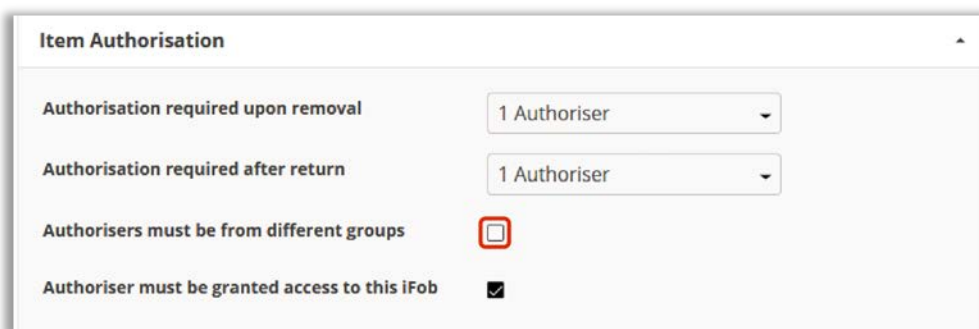 Item Authorisation
Authorisation required upon removal
1 Authoriser
Authorisation required after return
1 Authoriser
Authorisers must be from different groups
Authoriser must be granted access to this iFob